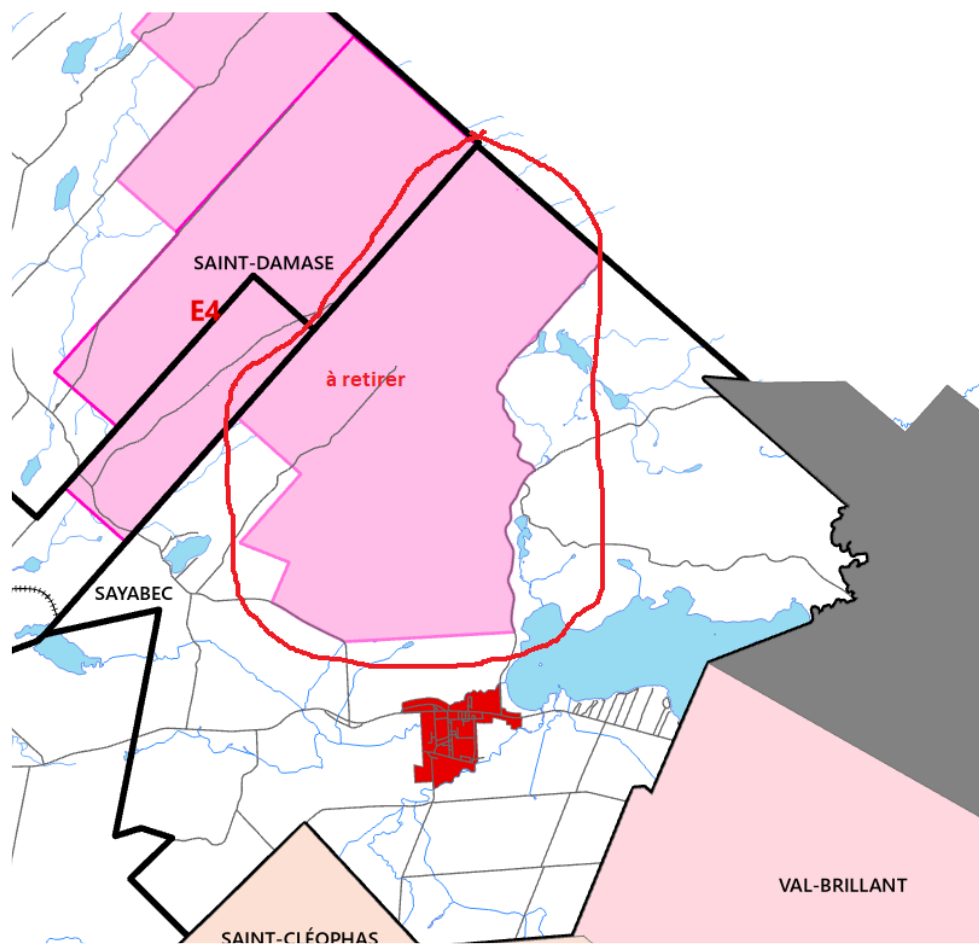 SAINT-DAMASE
E4
à retirer
SAYABEC
VAL-BRILLANT
SAINT-CLÉOPHAS